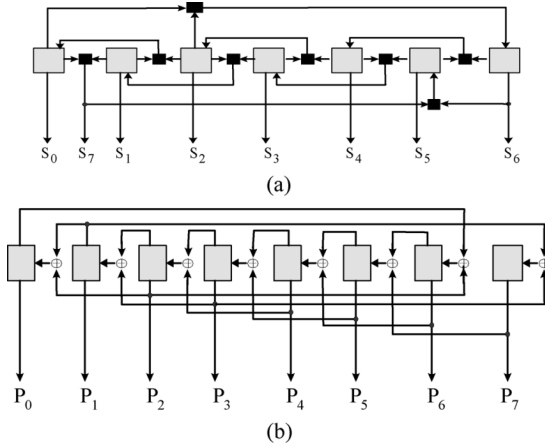 S₀ S₇ S₁ S₂ S₃ S₄ S₅ S₆
(a)
P₀ P₁ P₂ P₃ P₄ P₅ P₆ P₇
(b)